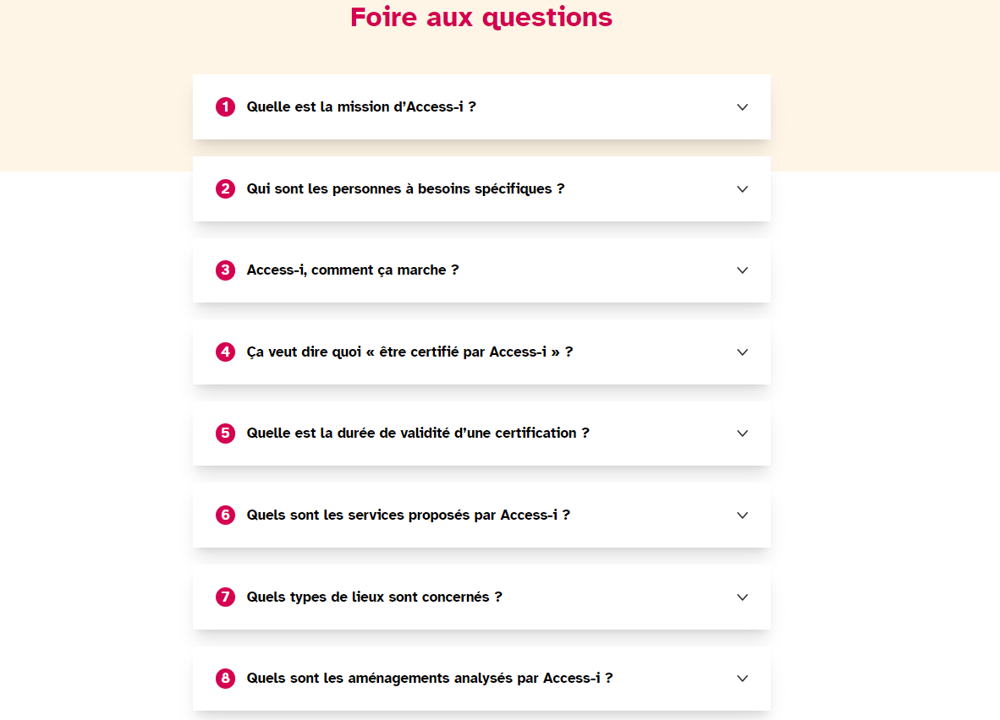 Foire aux questions
1 Quelle est la mission d’Access-i ?
2 Qui sont les personnes à besoins spécifiques ?
3 Access-i, comment ça marche ?
4 Ça veut dire quoi « être certifié par Access-i » ?
5 Quelle est la durée de validité d’une certification ?
6 Quels sont les services proposés par Access-i ?
7 Quels types de lieux sont concernés ?
8 Quels sont les aménagements analysés par Access-i ?